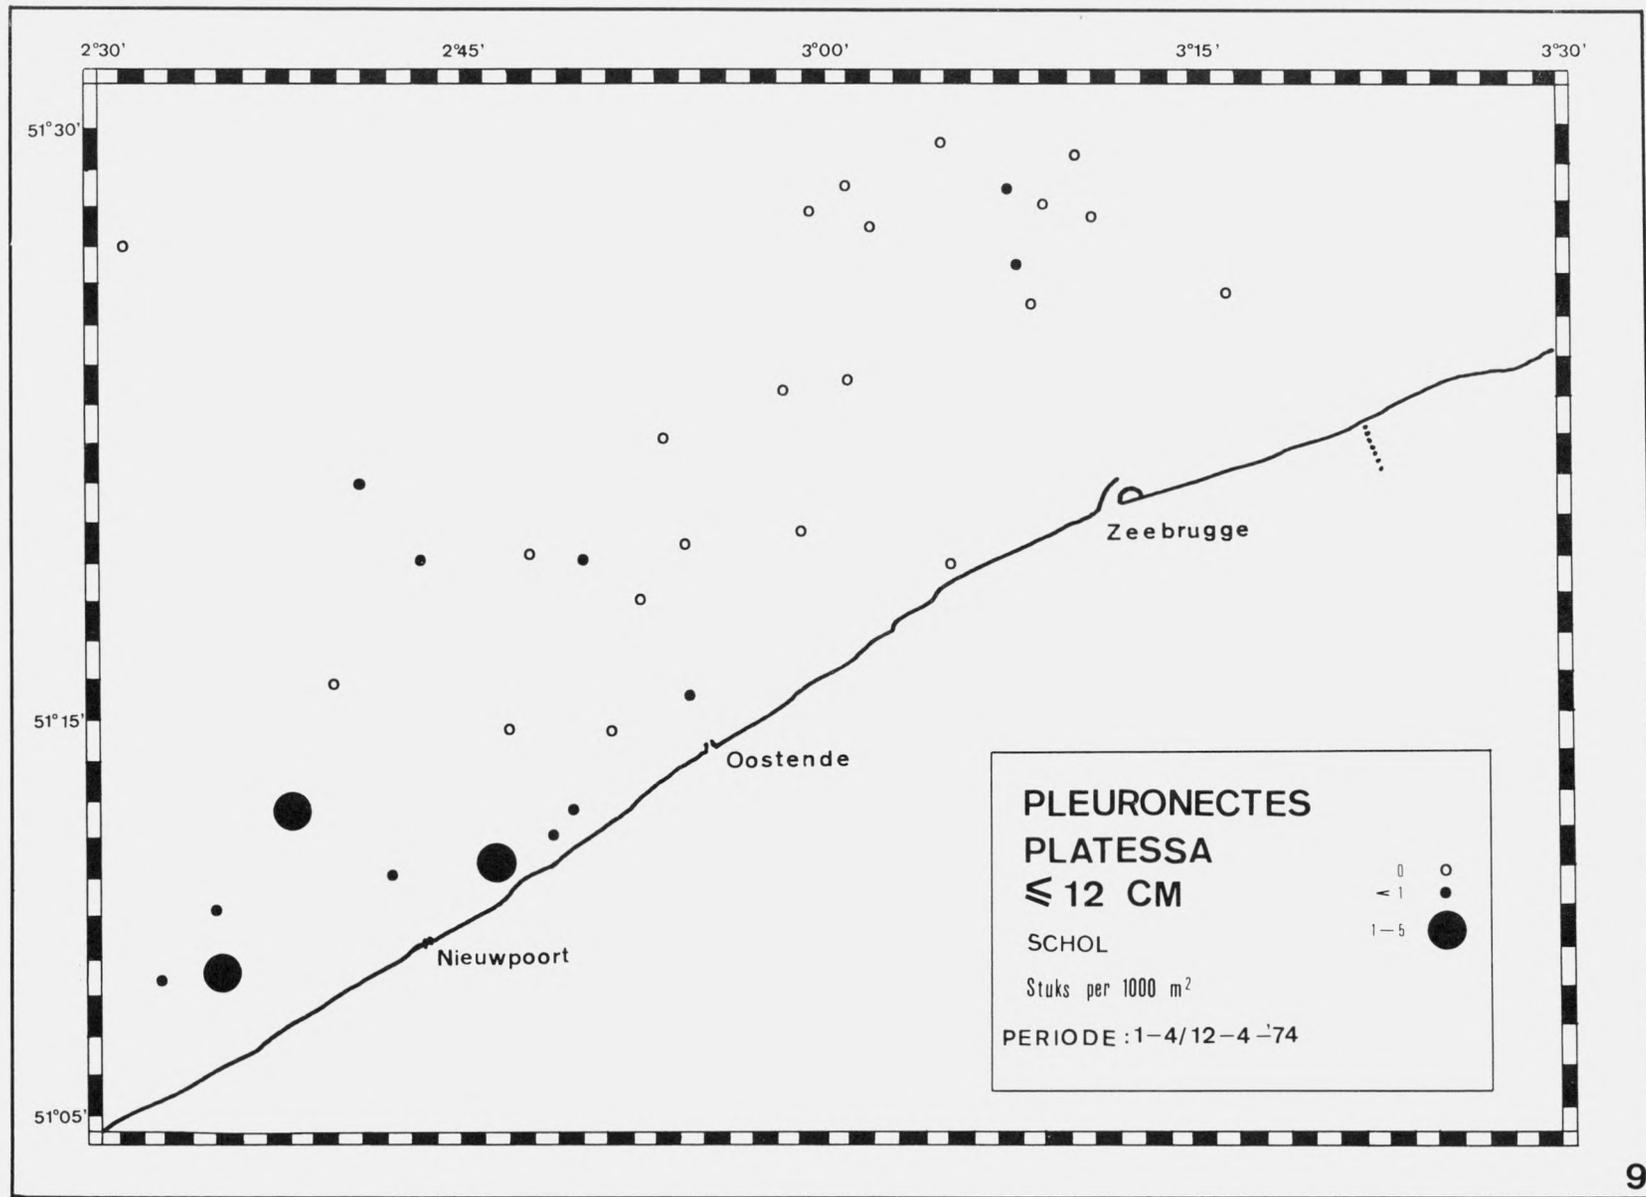 2°30' 2°45' 3°00' 3°15' 3°30'
51°30'
51°15'
51°05'
Zeebrugge
Oostende
Nieuwpoort
PLEURONECTES
PLATESSA
≤ 12 CM
SCHOL
Stuks per 1000 m²
PERIODE : 1-4/12-4-'74
0
< 1
1-5
9